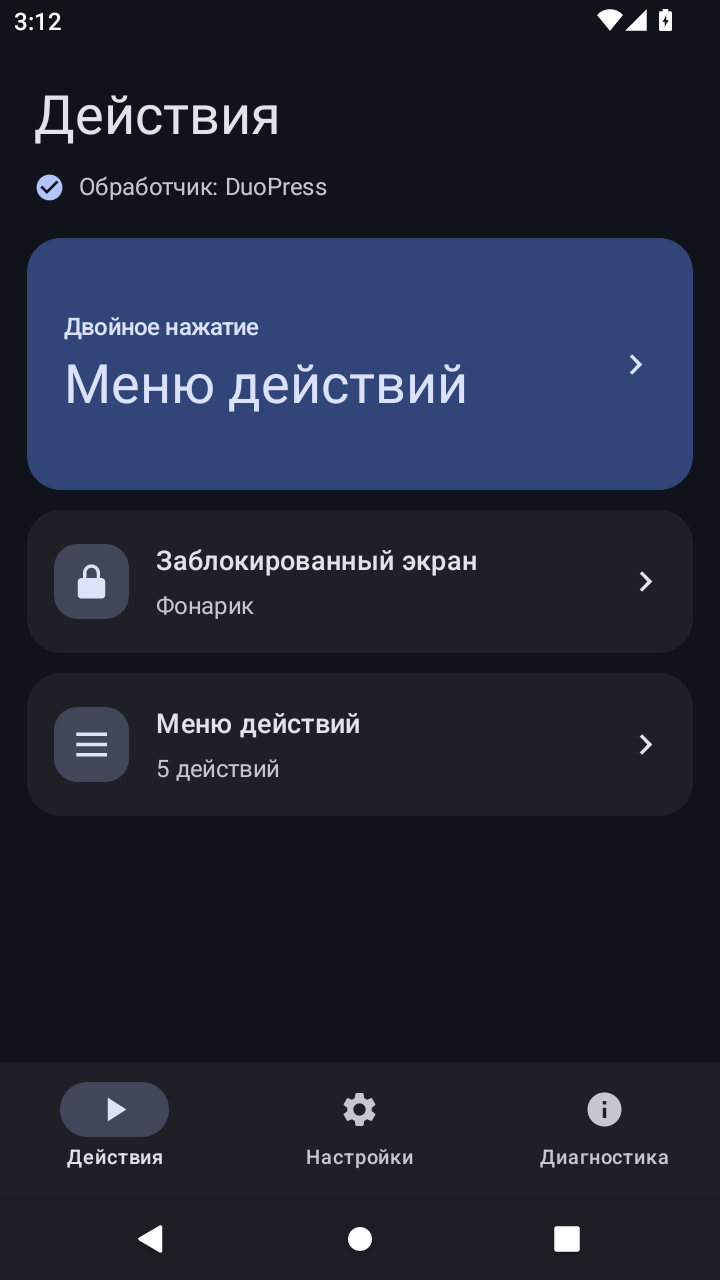 3:12
Действия
Обработчик: DuoPress
Двойное нажатие
Меню действий
Заблокированный экран
Фонарик
Меню действий
5 действий
Действия
Настройки
Диагностика